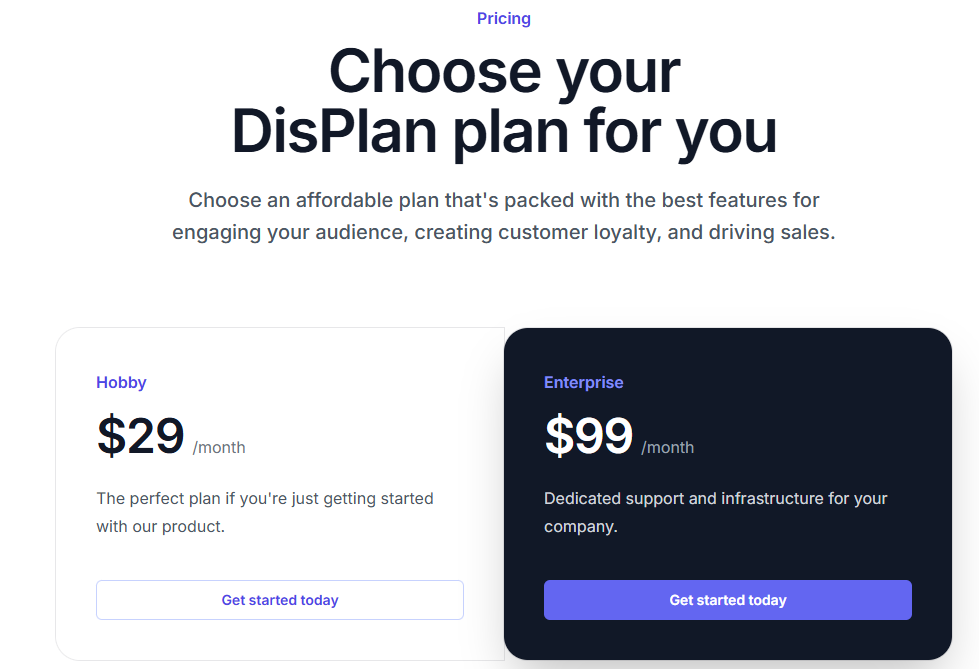 Pricing
Choose your
DisPlan plan for you
Choose an affordable plan that's packed with the best features for
engaging your audience, creating customer loyalty, and driving sales.
Hobby
$29 /month
The perfect plan if you're just getting started
with our product.
Get started today
Enterprise
$99 /month
Dedicated support and infrastructure for your
company.
Get started today